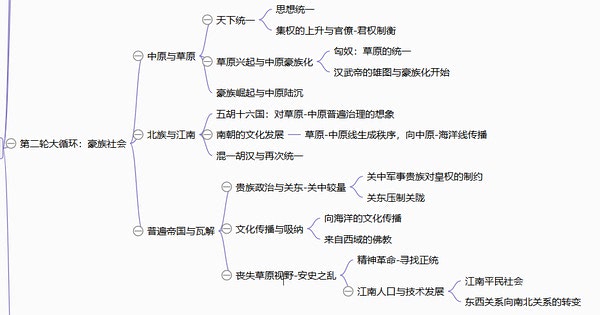 第二轮大循环：豪族社会
中原与草原
天下统一
思想统一
集权的上升与官僚-君权制衡
草原兴起与中原豪族化
匈奴：草原的统一
汉武帝的雄图与豪族化开始
豪族崛起与中原陆沉
北族与江南
五胡十六国：对草原-中原普遍治理的想象
南朝的文化发展
草原-中原线生成秩序，向中原-海洋线传播
混一胡汉与再次统一
普遍帝国与瓦解
贵族政治与关东-关中较量
关中军事贵族对皇权的制约
关东压制关陇
文化传播与吸纳
向海洋的文化传播
来自西域的佛教
丧失草原视野-安史之乱
精神革命-寻找正统
江南人口与技术发展
江南平民社会
东西关系向南北关系的转变